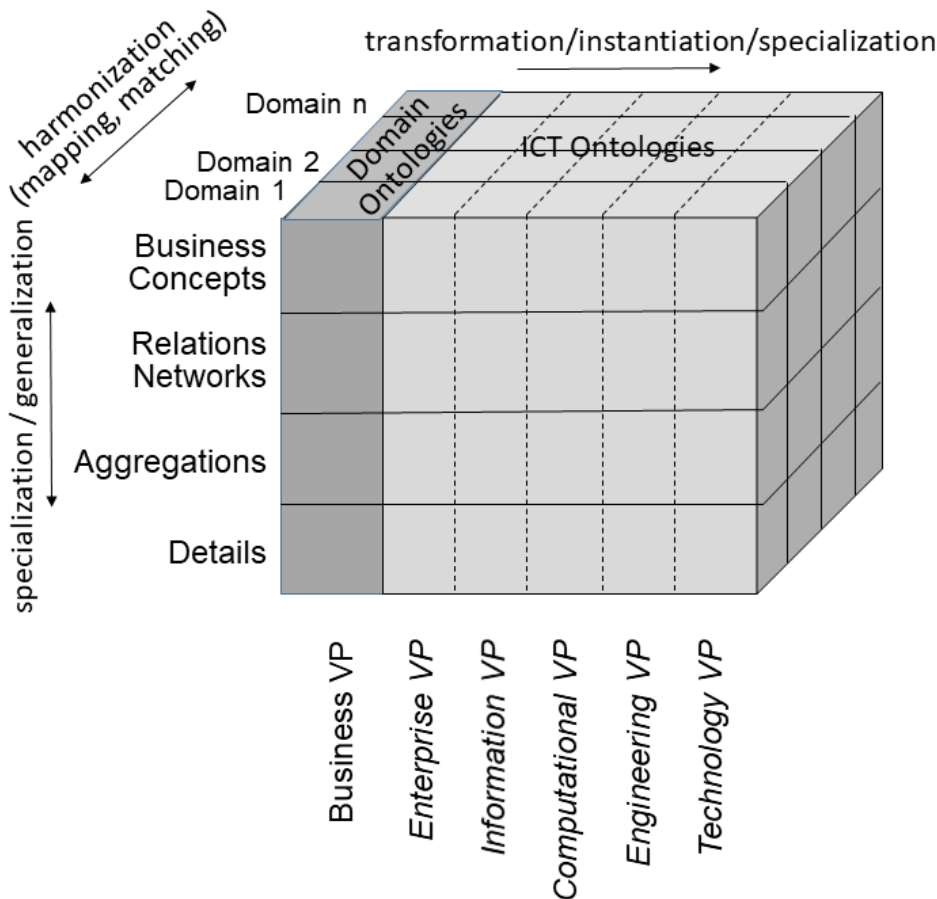 harmonization
(mapping, matching)
transformation/instantiation/specialization
Domain n
Domain 2
Domain 1
Domain
Ontologies
ICT Ontologies
specialization / generalization
Business
Concepts
Relations
Networks
Aggregations
Details
Business VP
Enterprise VP
Information VP
Computational VP
Engineering VP
Technology VP